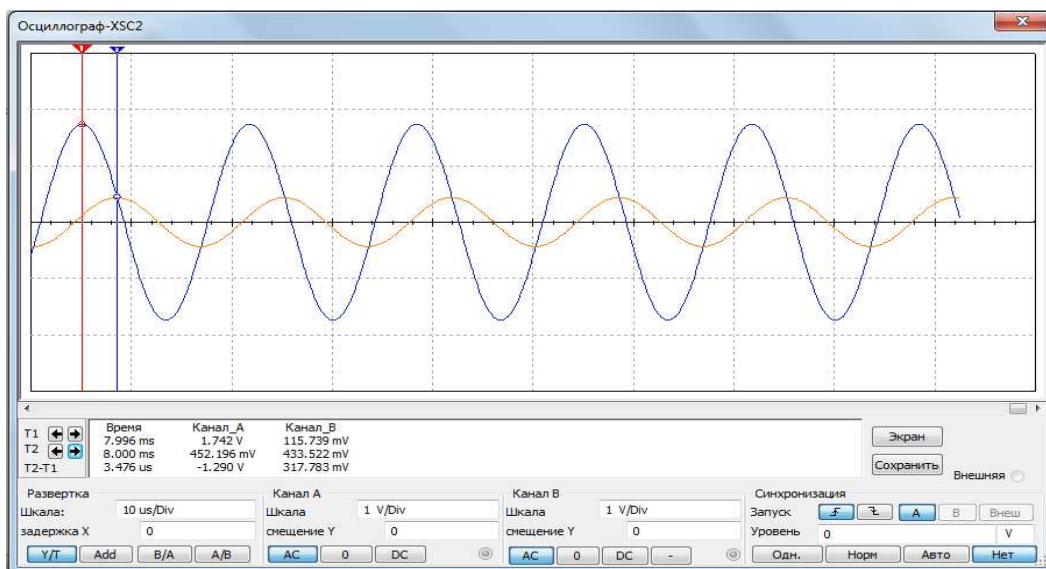 Осциллограф-XSC2
1 2
Время Канал_A Канал_B
T1 7.996 ms 1.742 V 115.739 mV
T2 8.000 ms 452.196 mV 433.522 mV
T2-T1 3.476 us -1.290 V 317.783 mV
Экран
Сохранить
Внешняя
Развертка
Шкала: 10 us/Div
задержка X 0
Y/T Add B/A A/B
Канал A
Шкала 1 V/Div
смещение Y 0
AC 0 DC
Канал B
Шкала 1 V/Div
смещение Y 0
AC 0 DC -
Синхронизация
Запуск A B Внеш
Уровень 0 V
Одн. Норм Авто Нет